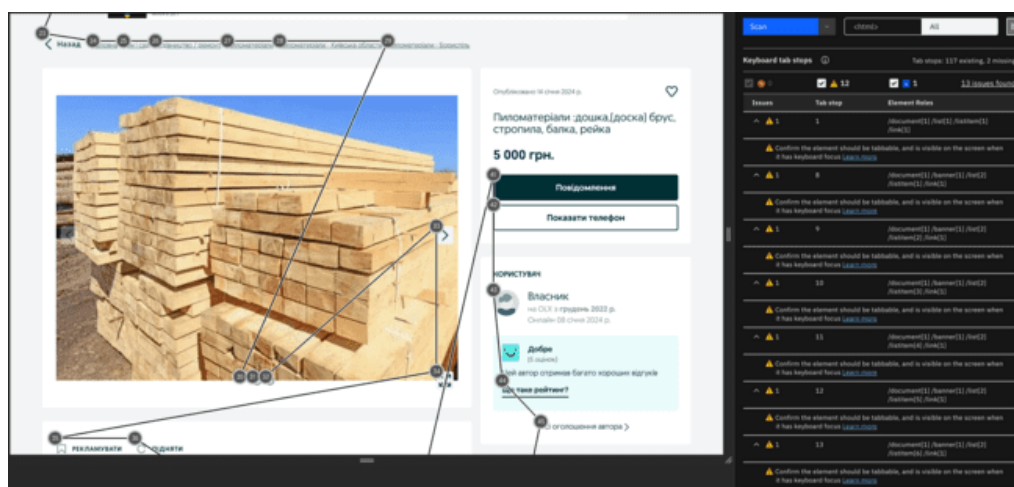 Scan
<html>
All
Назад
Keyboard tab stops
Tab stops: 117 existing, 2 missing
0
12
1
13 issues found
Issues
Tab stop
Element Roles
1
1
/document[1] /list[1] /listitem[1]
/link[1]
Confirm the element should be tabbable, and is visible on the screen when
it has keyboard focus Learn more
1
8
/document[1] /banner[1] /list[2]
/listitem[1] /link[1]
Confirm the element should be tabbable, and is visible on the screen when
it has keyboard focus Learn more
1
9
/document[1] /banner[1] /list[2]
/listitem[2] /link[1]
Confirm the element should be tabbable, and is visible on the screen when
it has keyboard focus Learn more
1
10
/document[1] /banner[1] /list[2]
/listitem[3] /link[1]
Confirm the element should be tabbable, and is visible on the screen when
it has keyboard focus Learn more
1
11
/document[1] /banner[1] /list[2]
/listitem[4] /link[1]
Confirm the element should be tabbable, and is visible on the screen when
it has keyboard focus Learn more
1
12
/document[1] /banner[1] /list[2]
/listitem[5] /link[1]
Confirm the element should be tabbable, and is visible on the screen when
it has keyboard focus Learn more
1
13
/document[1] /banner[1] /list[2]
/listitem[6] /link[1]
Confirm the element should be tabbable, and is visible on the screen when
it has keyboard focus Learn more
Опубліковано 14 січня 2024 р.
Пиломатеріали :дошка,(доска) брус,
стропила, балка, рейка
5 000 грн.
Повідомлення
Показати телефон
КОРИСТУВАЧ
Власник
на OLX з грудень 2022 р.
Онлайн 08 січня 2024 р.
Добре
(6 оцінок)
автор отримав багато хороших відгуків
таке рейтинг?
оголошення автора
РЕКЛАМУВАТИ